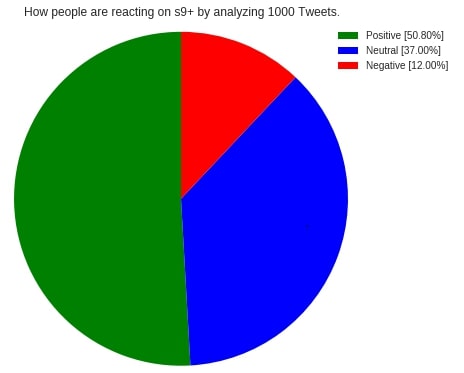 How people are reacting on s9+ by analyzing 1000 Tweets.
Positive [50.80%]
Neutral [37.00%]
Negative [12.00%]